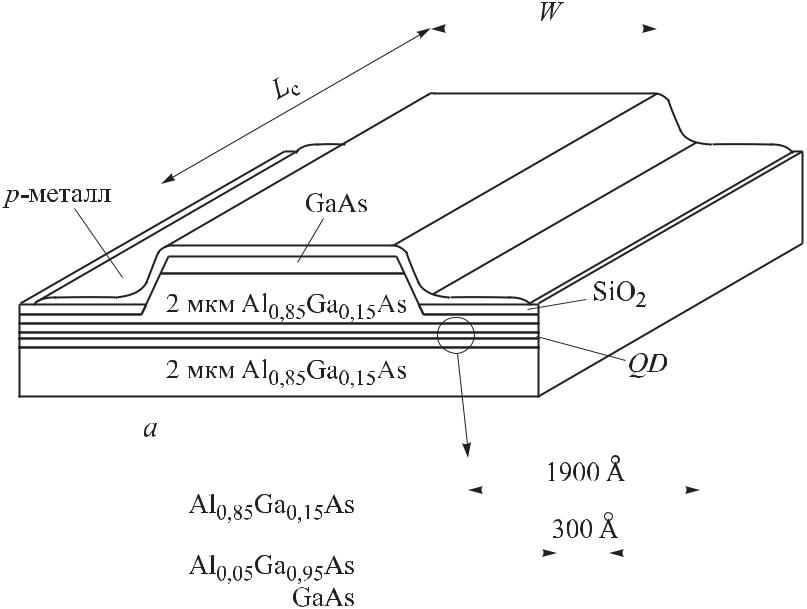 W
Lc
p-металл
GaAs
2 мкм Al0,85Ga0,15As
SiO2
QD
2 мкм Al0,85Ga0,15As
а
1900 Å
Al0,85Ga0,15As
300 Å
Al0,05Ga0,95As
GaAs